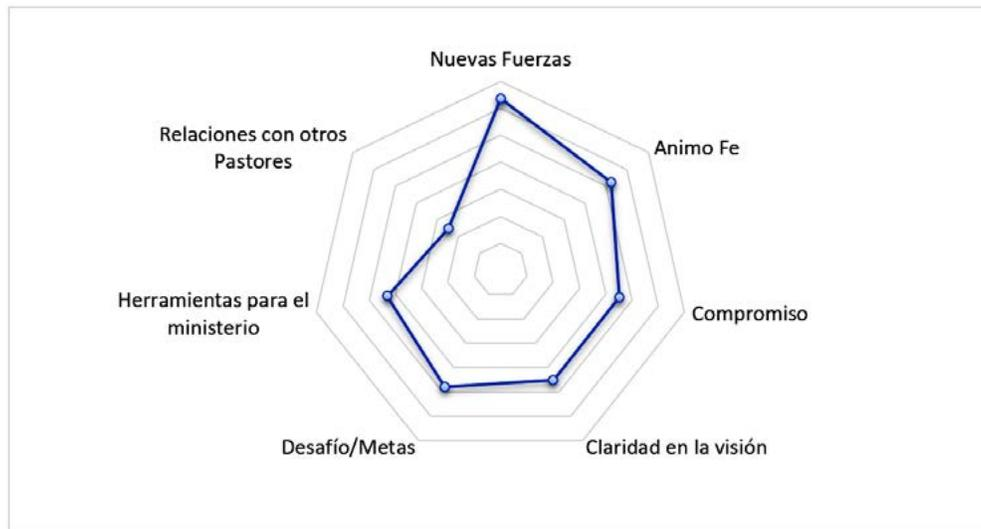 Nuevas Fuerzas
Animo Fe
Compromiso
Claridad en la visión
Desafío/Metas
Herramientas para el
ministerio
Relaciones con otros
Pastores